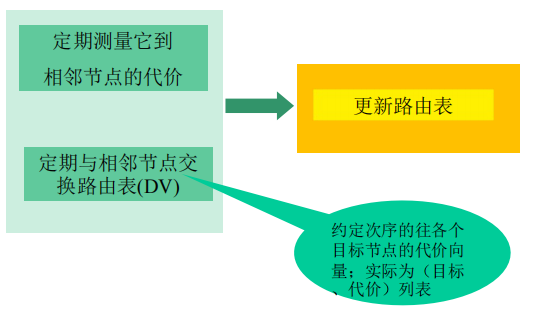 定期测量它到
相邻节点的代价
定期与相邻节点交
换路由表(DV)
更新路由表
约定次序的往各个
目标节点的代价向
量；实际为（目标
、代价）列表